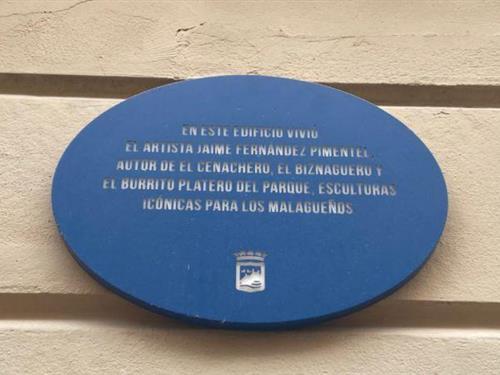 EN ESTE EDIFICIO VIVIÓ
EL ARTISTA JAIME FERNÁNDEZ PIMENTEL,
AUTOR DE EL CENACHERO, EL BIZNAGUERO Y
EL BURRITO PLATERO DEL PARQUE, ESCULTURAS
ICÓNICAS PARA LOS MALAGUEÑOS